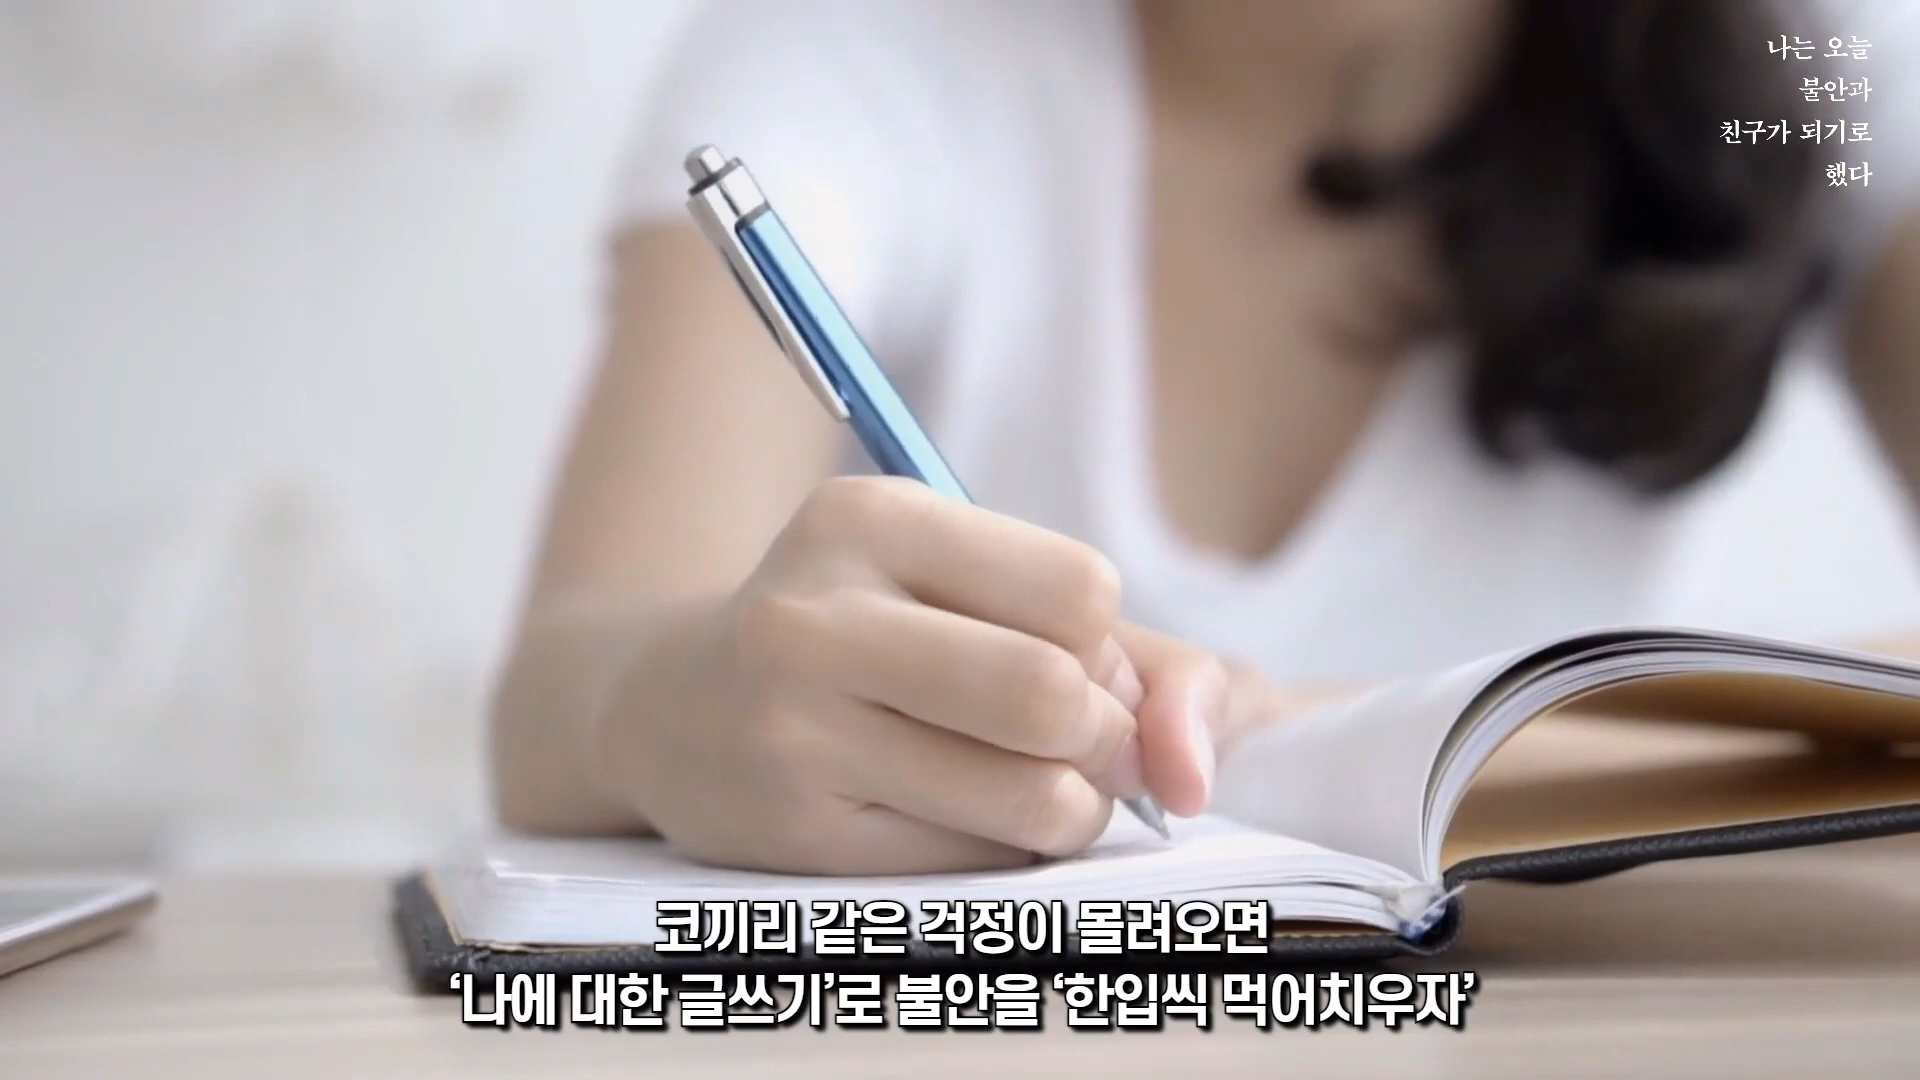 나는 오늘
불안과
친구가 되기로
했다
코끼리 같은 걱정이 몰려오면
‘나에 대한 글쓰기’로 불안을 ‘한입씩 먹어치우자’